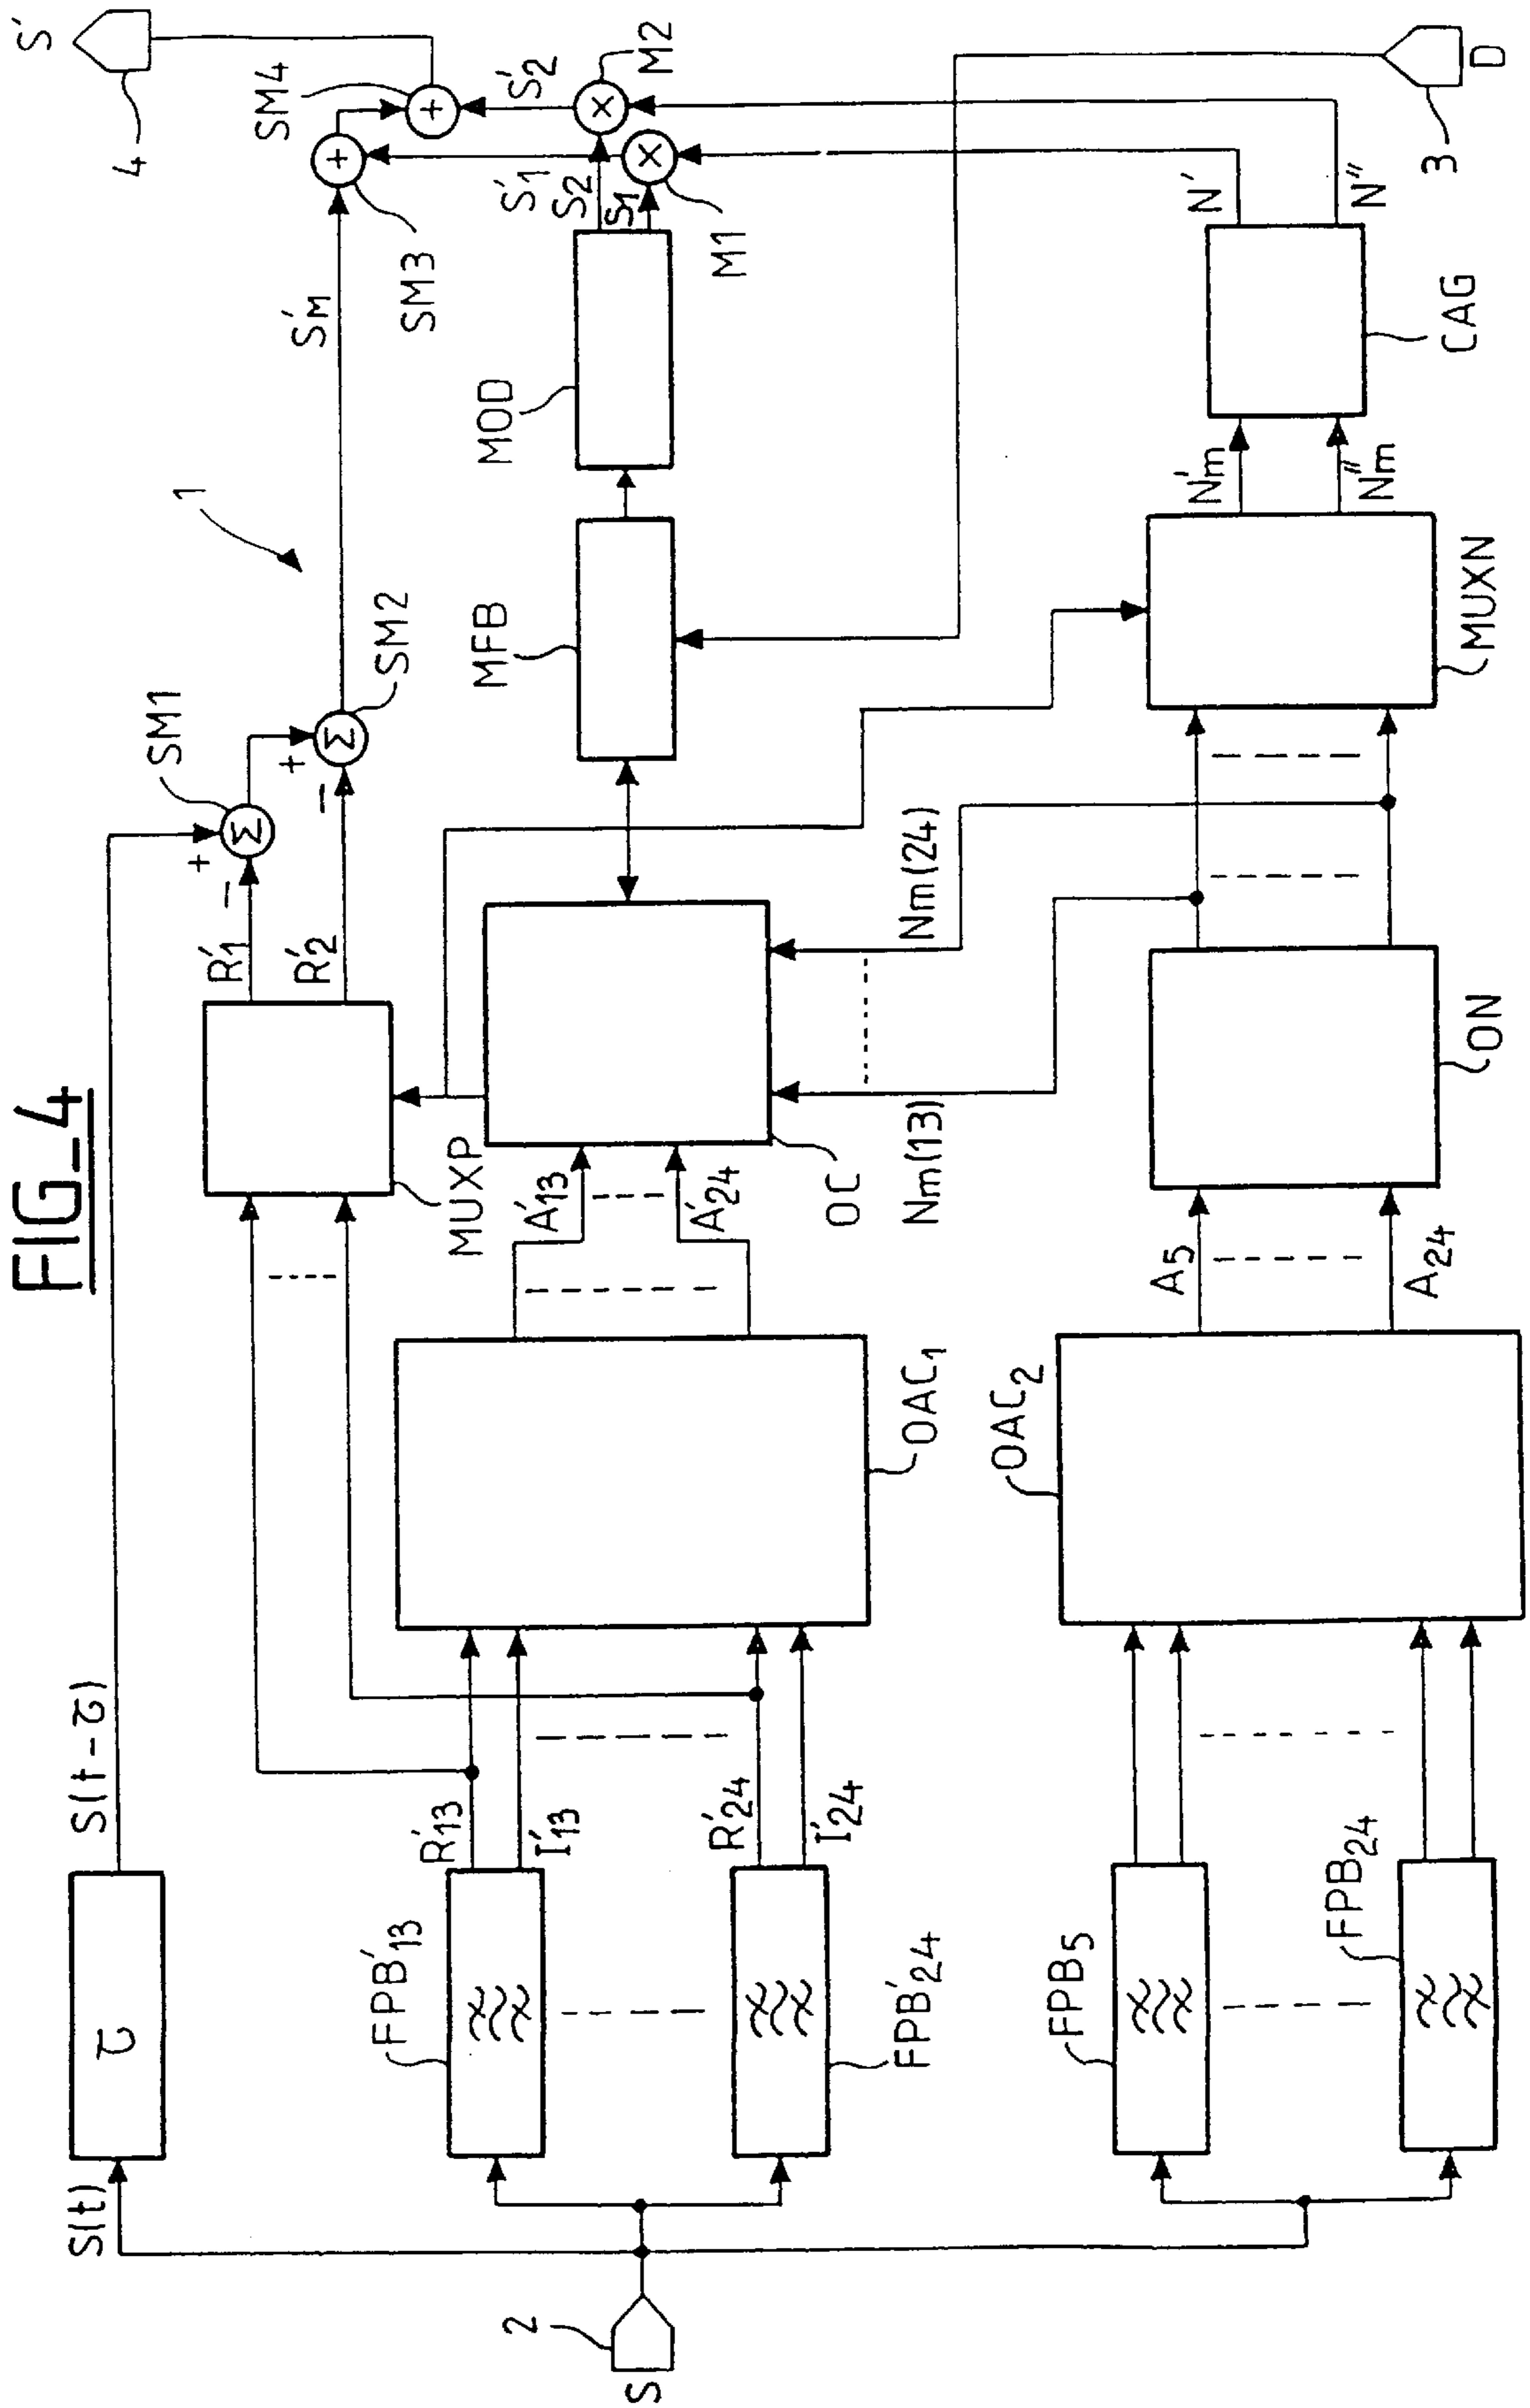 FIG_4
S(t)
τ
S(t-τ)
SM1
+
−
Σ
1
S'
4
R'1
R'2
+
−
Σ
SM2
S'M
+
SM3
SM4
+
MUXP
S'1
S'2
S2
S1
×
M2
×
M1
FPB'13
R'13
I'13
A'13
A'24
OC
MFB
MOD
2
S
R'24
I'24
FPB'24
OAC1
Nm(13)
Nm(24)
FPB5
OAC2
A5
A24
ON
MUXN
N'm
N''m
CAG
N'
N''
FPB24
3
D